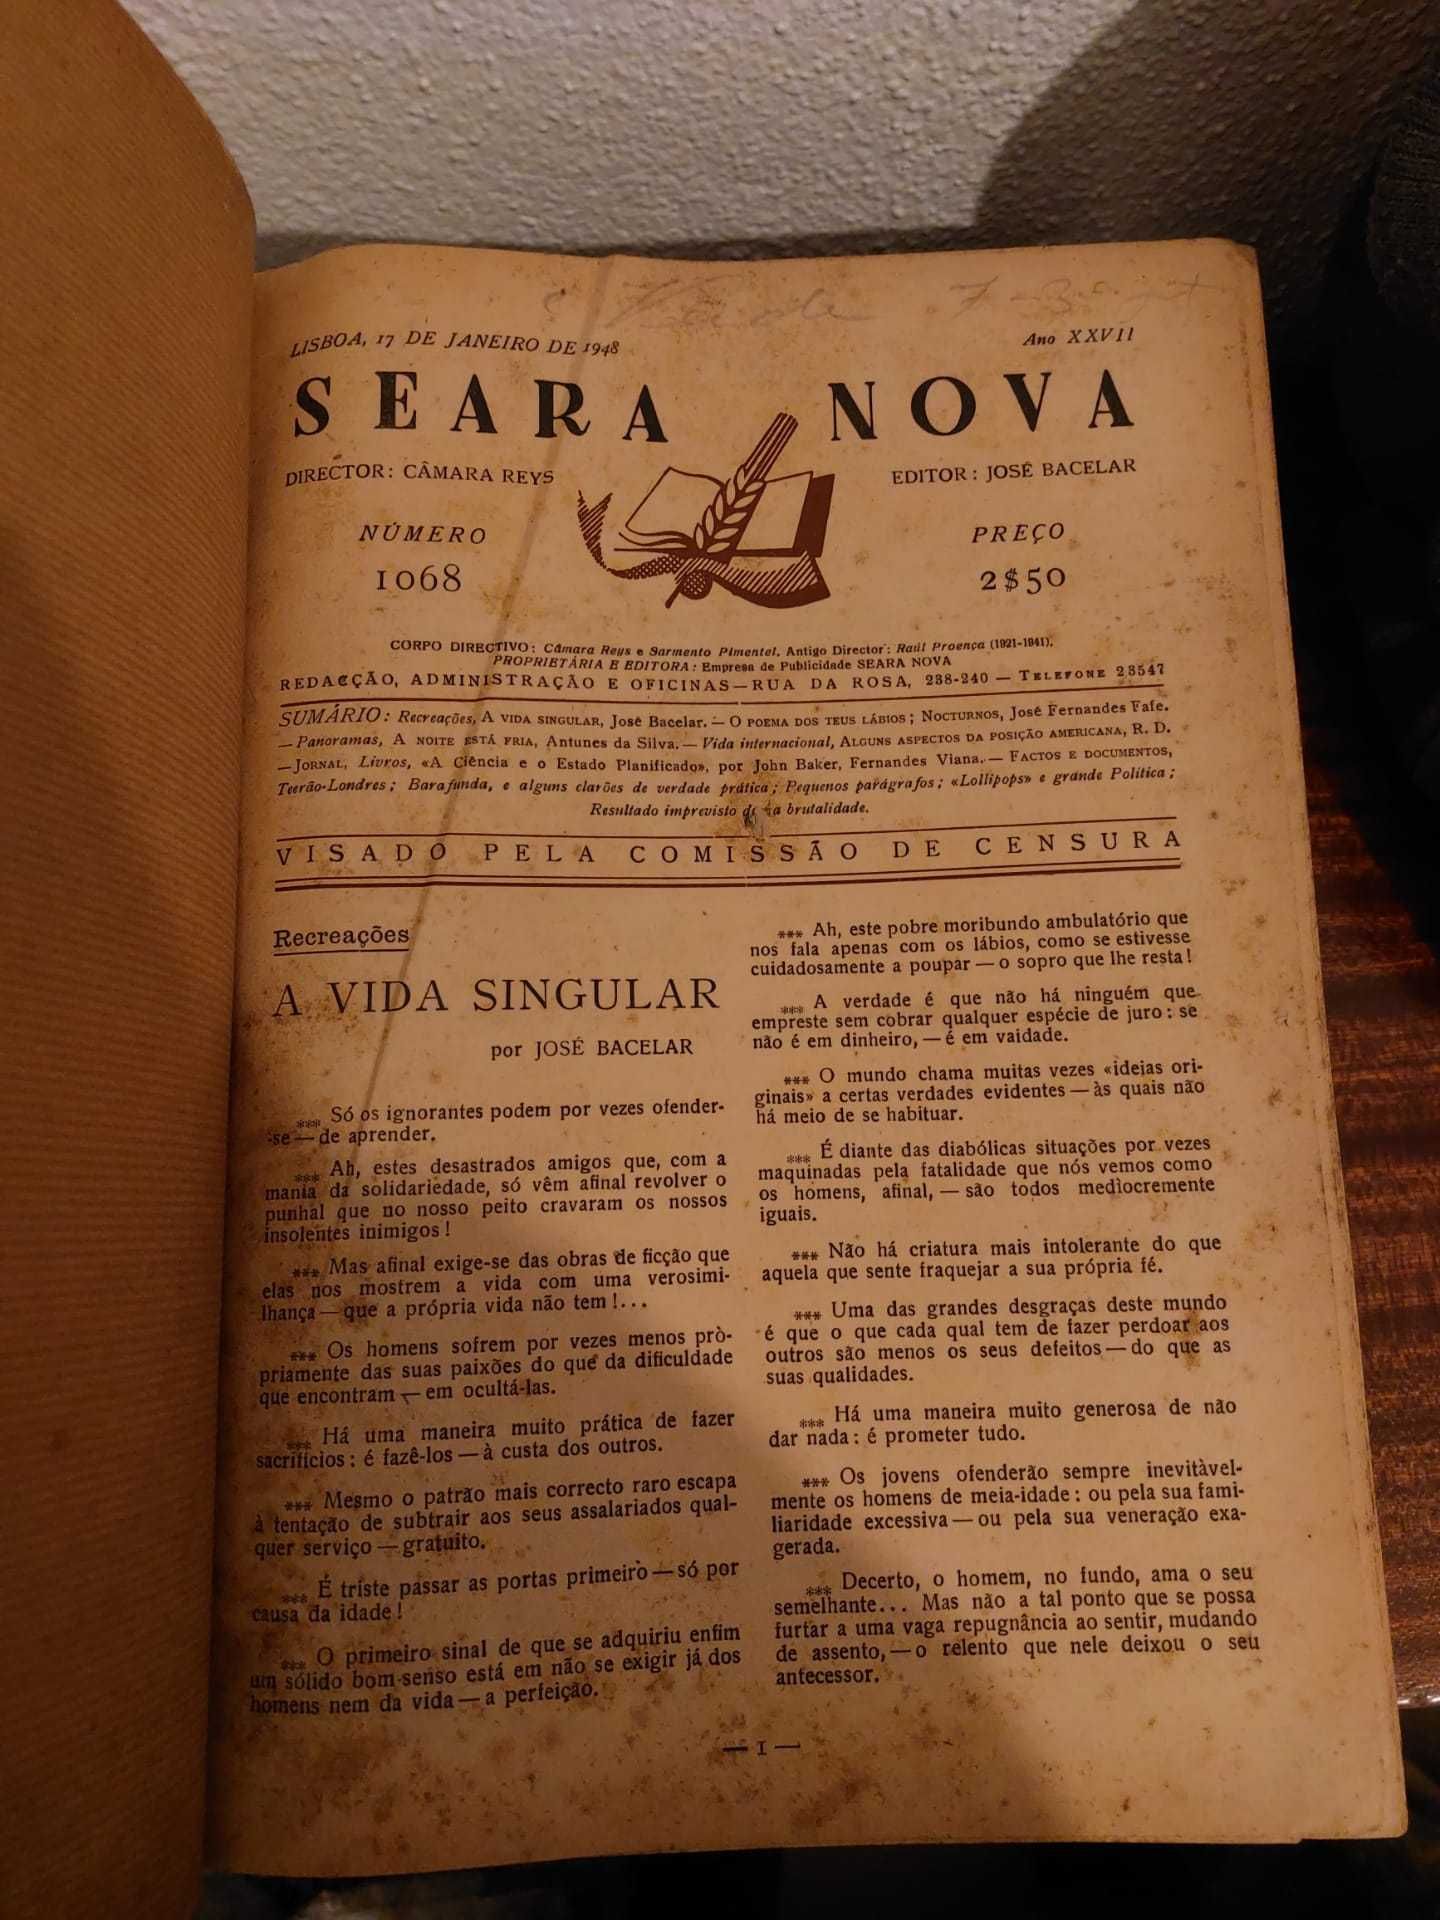 LISBOA, 17 DE JANEIRO DE 1948
Ano XXVII
SEARA NOVA
DIRECTOR: CÂMARA REYS
EDITOR: JOSÉ BACELAR
NÚMERO
1068
PREÇO
2$50
CORPO DIRECTIVO: Câmara Reys e Sarmento Pimentel. Antigo Director: Raúl Proença (1921-1941).
PROPRIETÁRIA E EDITORA: Empresa de Publicidade SEARA NOVA
REDACÇÃO, ADMINISTRAÇÃO E OFICINAS—RUA DA ROSA, 238-240 — TELEFONE 23547
SUMÁRIO: Recreações, A VIDA SINGULAR, José Bacelar. — O POEMA DOS TEUS LÁBIOS; NOCTURNOS, José Fernandes Fafe.
—Panoramas, A NOITE ESTÁ FRIA, Antunes da Silva. — Vida internacional, ALGUNS ASPECTOS DA POSIÇÃO AMERICANA, R. D.
—JORNAL, Livros, «A Ciência e o Estado Planificado», por John Baker, Fernandes Viana. — FACTOS E DOCUMENTOS,
Teerão-Londres; Barafunda, e alguns clarões de verdade prática; Pequenos parágrafos; «Lollipops» e grande Política;
Resultado imprevisto da brutalidade.
VISADO PELA COMISSÃO DE CENSURA
Recreações
A VIDA SINGULAR
por JOSÉ BACELAR
*** Só os ignorantes podem por vezes ofender-
-se — de aprender.
*** Ah, estes desastrados amigos que, com a
mania da solidariedade, só vêm afinal revolver o
punhal que no nosso peito cravaram os nossos
insolentes inimigos!
*** Mas afinal exige-se das obras de ficção que
elas nos mostrem a vida com uma verosimi-
lhança — que a própria vida não tem!...
*** Os homens sofrem por vezes menos prò-
priamente das suas paixões do que da dificuldade
que encontram — em ocultá-las.
*** Há uma maneira muito prática de fazer
sacrifícios: é fazê-los — à custa dos outros.
*** Mesmo o patrão mais correcto raro escapa
à tentação de subtrair aos seus assalariados qual-
quer serviço — gratuito.
*** É triste passar as portas primeiro — só por
causa da idade!
*** O primeiro sinal de que se adquiriu enfim
um sólido bom-senso está em não se exigir já dos
homens nem da vida — a perfeição.
*** Ah, este pobre moribundo ambulatório que
nos fala apenas com os lábios, como se estivesse
cuidadosamente a poupar — o sopro que lhe resta!
*** A verdade é que não há ninguém que
empreste sem cobrar qualquer espécie de juro: se
não é em dinheiro, — é em vaidade.
*** O mundo chama muitas vezes «ideias ori-
ginais» a certas verdades evidentes — às quais não
há meio de se habituar.
*** É diante das diabólicas situações por vezes
maquinadas pela fatalidade que nós vemos como
os homens, afinal, — são todos mediocremente
iguais.
*** Não há criatura mais intolerante do que
aquela que sente fraquejar a sua própria fé.
*** Uma das grandes desgraças deste mundo
é que o que cada qual tem de fazer perdoar aos
outros são menos os seus defeitos — do que as
suas qualidades.
*** Há uma maneira muito generosa de não
dar nada: é prometer tudo.
*** Os jovens ofenderão sempre inevitàvel-
mente os homens de meia-idade: ou pela sua fami-
liaridade excessiva — ou pela sua veneração exa-
gerada.
*** Decerto, o homem, no fundo, ama o seu
semelhante... Mas não a tal ponto que se possa
furtar a uma vaga repugnância ao sentir, mudando
de assento, — o relento que nele deixou o seu
antecessor.
— 1 —